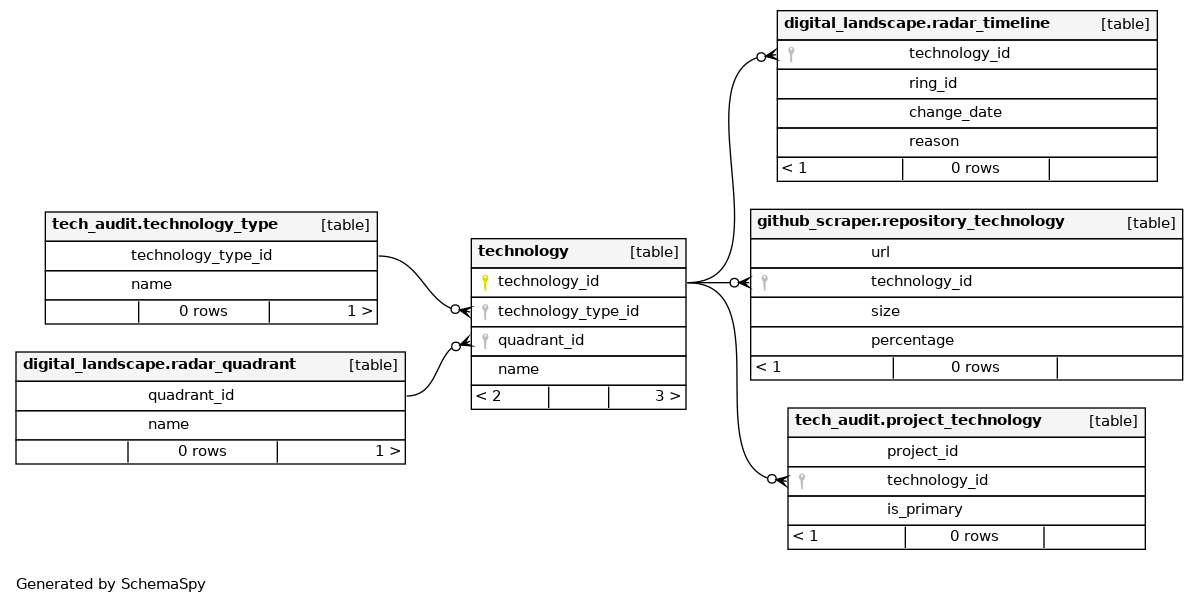 digital_landscape.radar_timeline [table]
technology_id
ring_id
change_date
reason
< 1 0 rows
tech_audit.technology_type [table]
technology_type_id
name
0 rows 1 >
digital_landscape.radar_quadrant [table]
quadrant_id
name
0 rows 1 >
technology [table]
technology_id
technology_type_id
quadrant_id
name
< 2 3 >
github_scraper.repository_technology [table]
url
technology_id
size
percentage
< 1 0 rows
tech_audit.project_technology [table]
project_id
technology_id
is_primary
< 1 0 rows
Generated by SchemaSpy